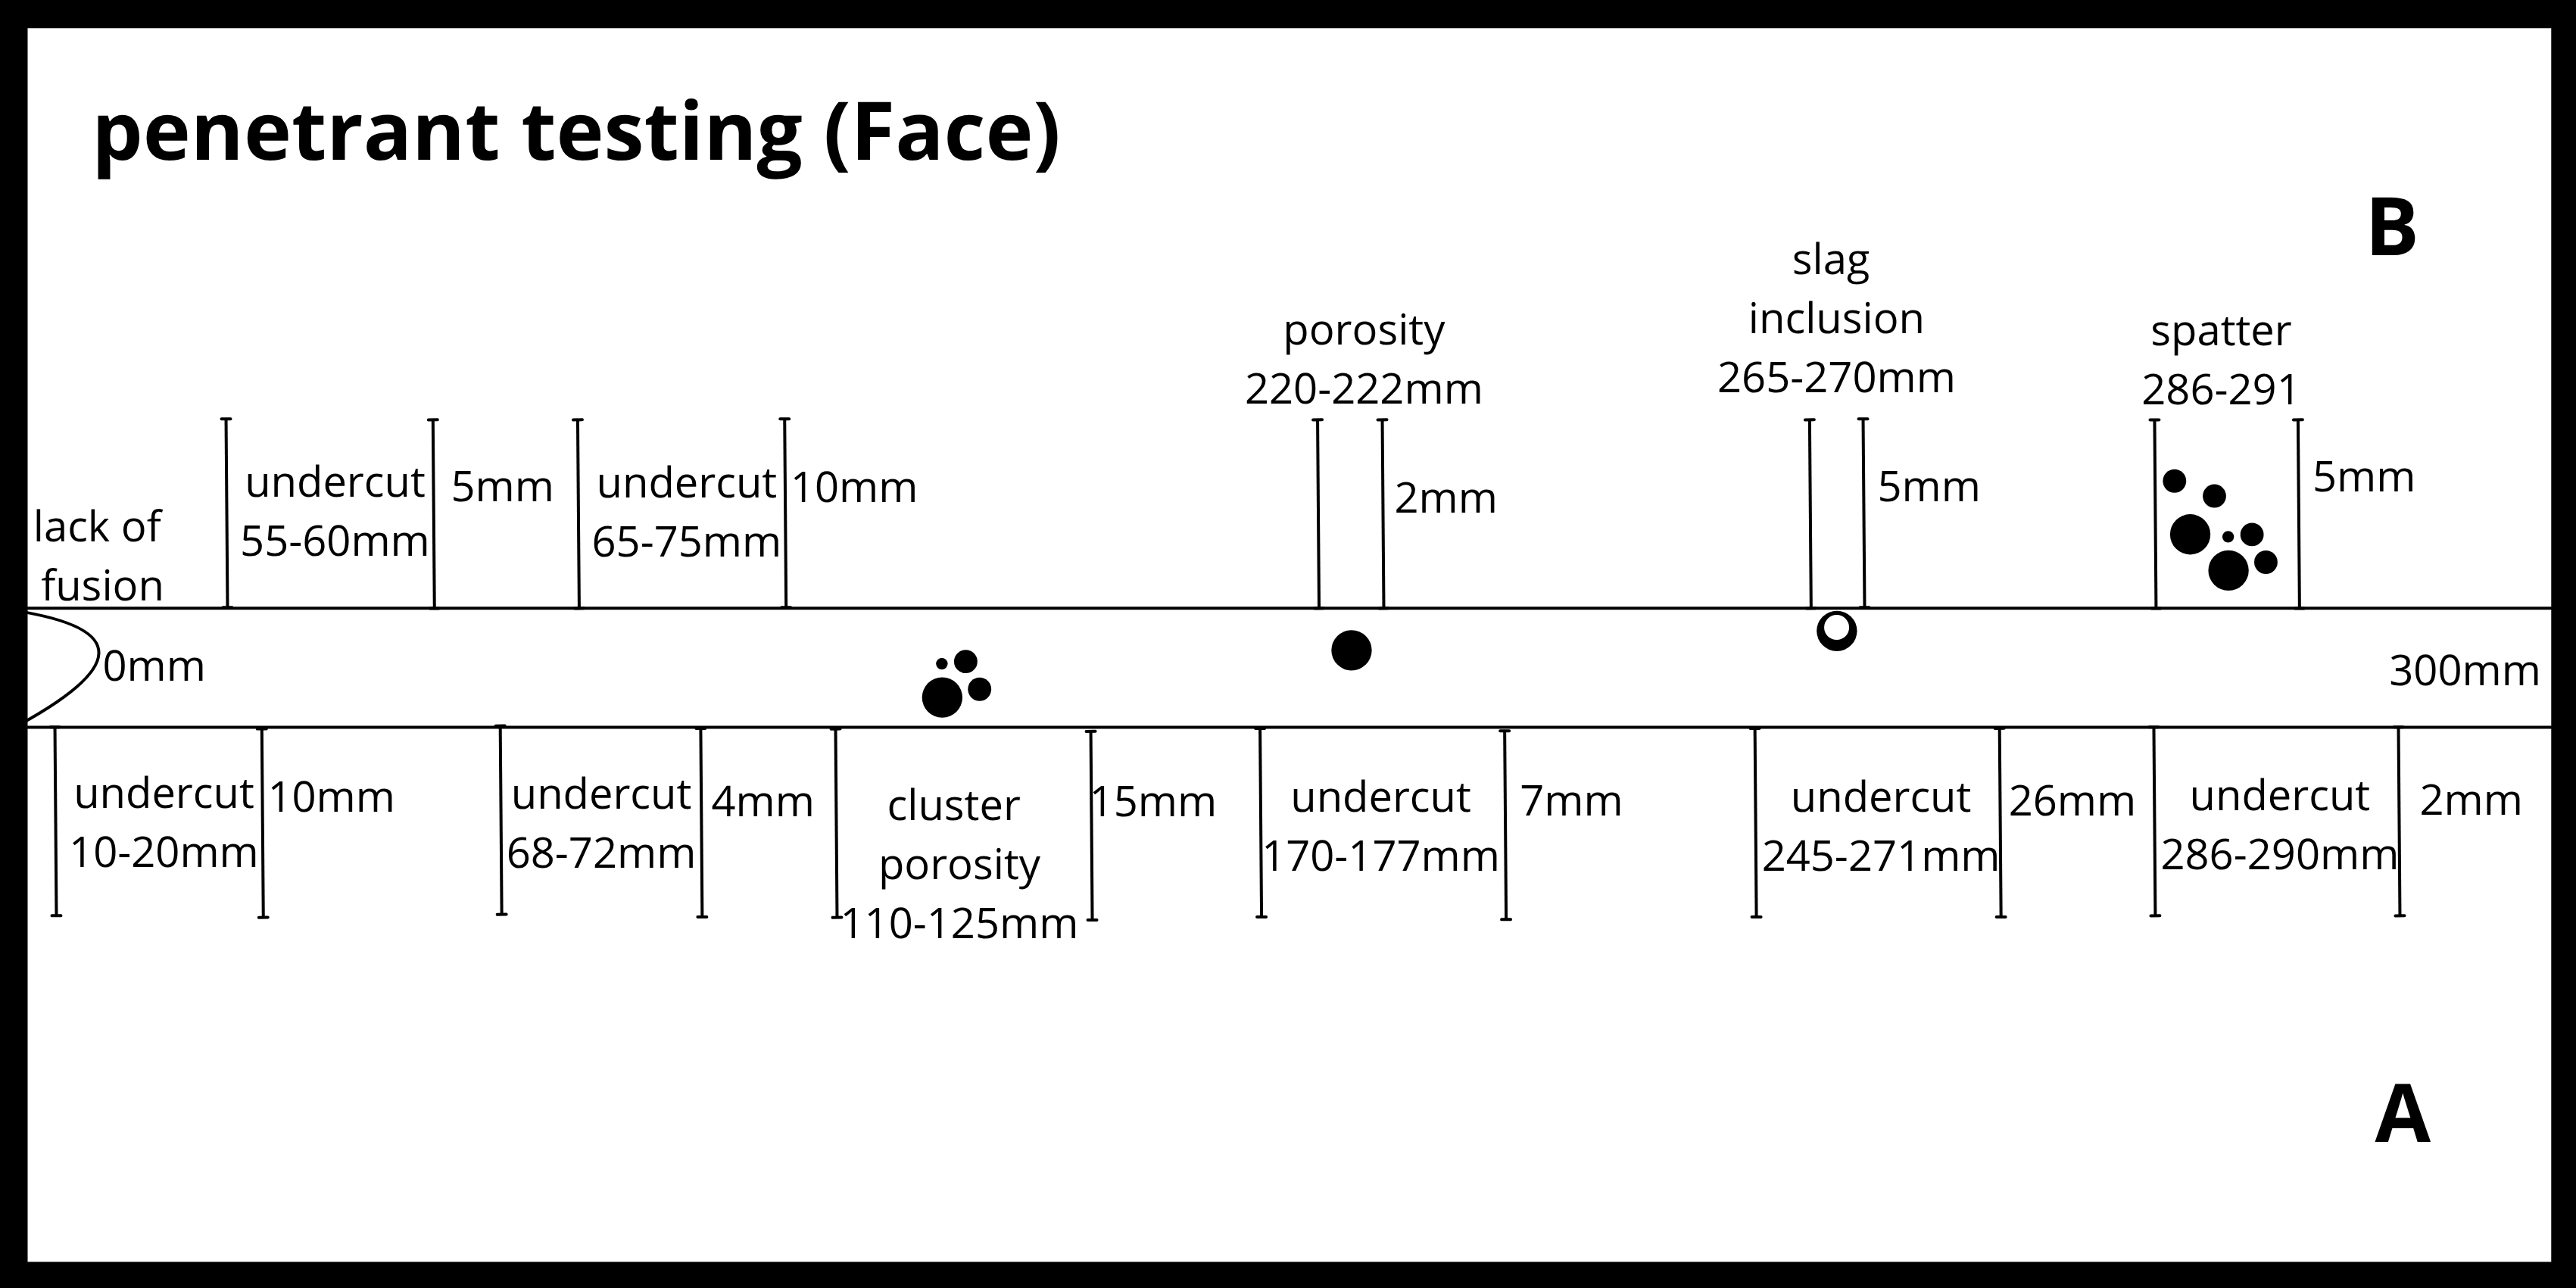 penetrant testing (Face)
B
slag
inclusion
265-270mm
porosity
220-222mm
spatter
286-291
undercut
55-60mm
5mm
undercut
65-75mm
10mm
2mm
5mm
5mm
lack of
fusion
0mm
300mm
undercut
10-20mm
10mm
undercut
68-72mm
4mm
cluster
porosity
110-125mm
15mm
undercut
170-177mm
7mm
undercut
245-271mm
26mm
undercut
286-290mm
2mm
A